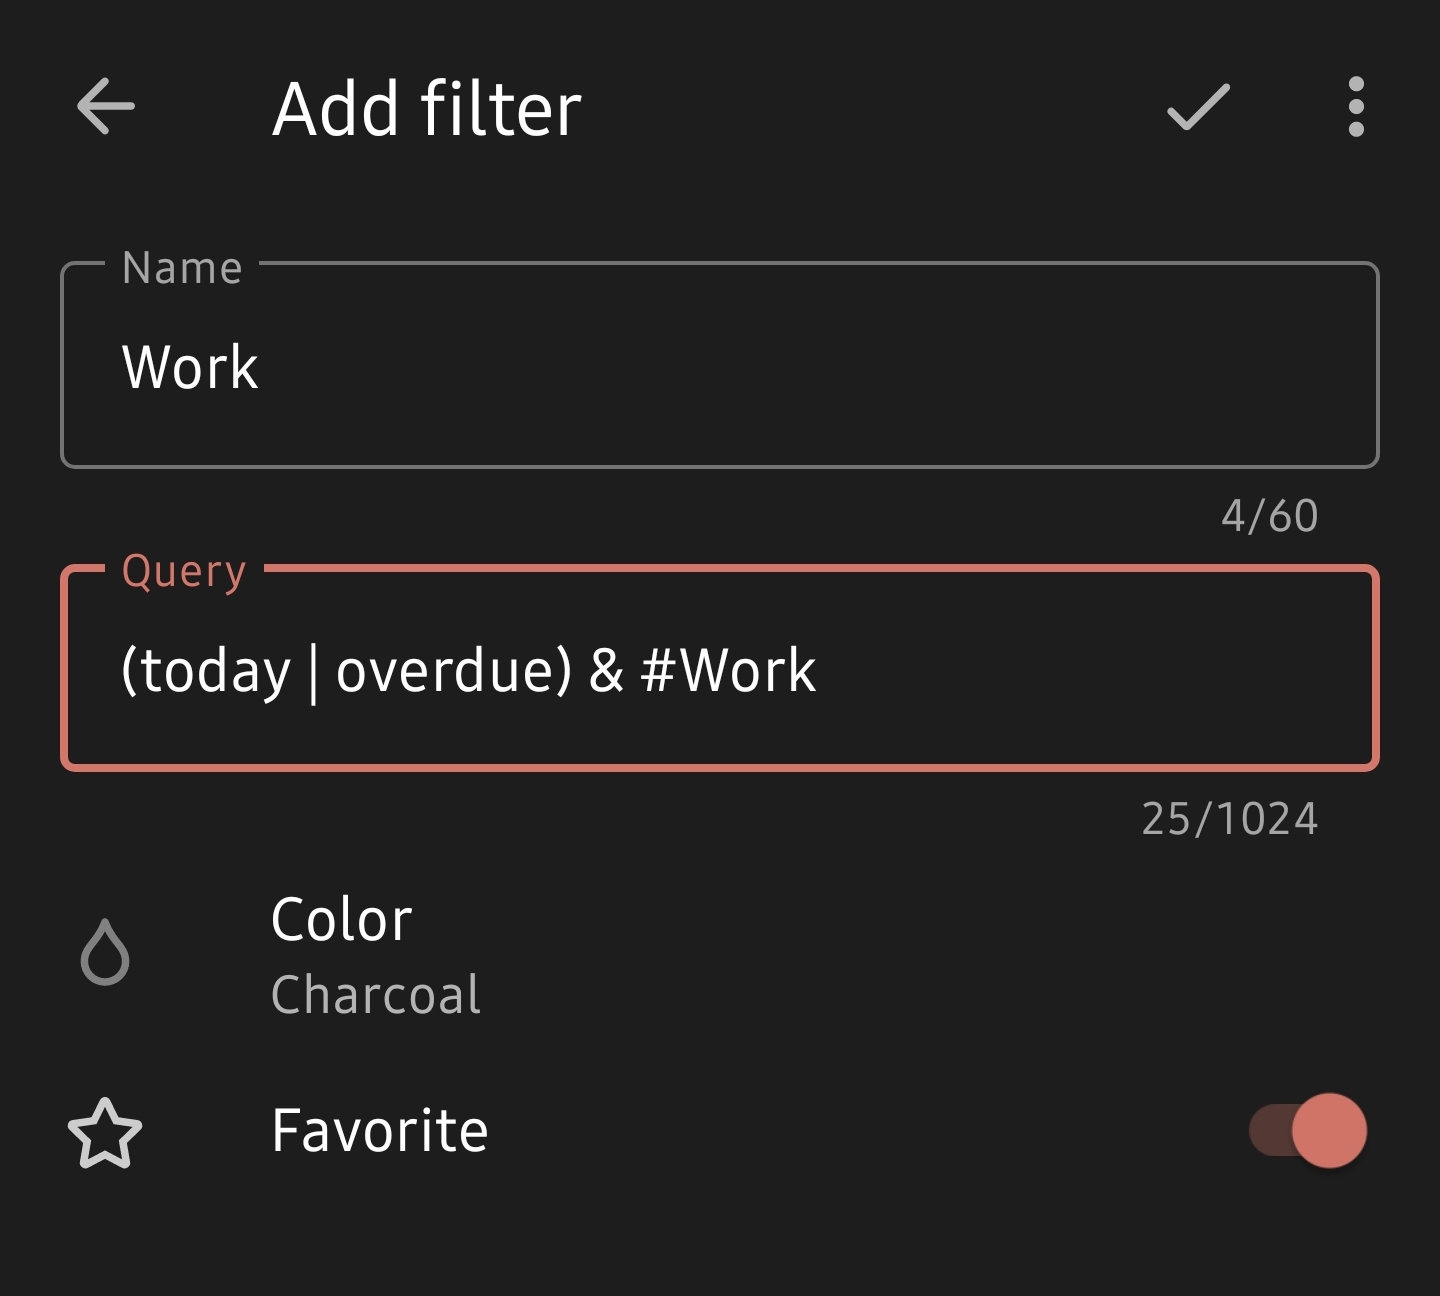 Add filter
Name
Work
4/60
Query
(today | overdue) & #Work
25/1024
Color
Charcoal
Favorite